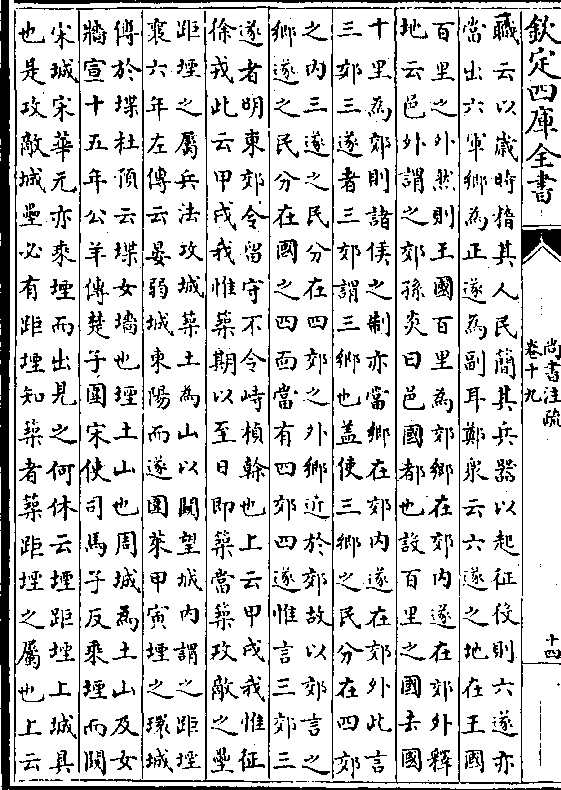 欽定四庫全書
尚書注疏
卷十九
十四
職云以歲時稽其人民簡其兵器以起征役則六遂亦
當出六軍鄉為正遂為副耳鄭衆云六遂之地在王國
百里之外然則王國百里為郊鄉在郊内遂在郊外釋
地云邑外謂之郊孫炎曰邑國都也設百里之國去國
十里為郊則諸侯之制亦當鄉在郊内遂在郊外此言
三郊三遂者三郊謂三鄉也蓋使三鄉之民分在四郊
之内三遂之民分在四郊之外鄉近於郊故以郊言之
鄉遂之民分在國之四面當有四郊四遂惟言三郊三
遂者明東郊令留守不令峙楨榦也上云甲戌我惟征
徐戎此云甲戌我惟築期以至日即築當築攻敵之壘
距堙之屬兵法攻城築土為山以闚望城内謂之距堙
襄六年左傳云晏弱城東陽而遂圍萊甲寅堙之環城
傅於堞杜預云堞女墻也堙土山也周城為土山及女
牆宣十五年公羊傳楚子圍宋使司馬子反乘堙而闚
宋城宋華元亦乘堙而出見之何休云堙距堙上城具
也是攻敵城壘必有距堙知築者築距堙之屬也上云